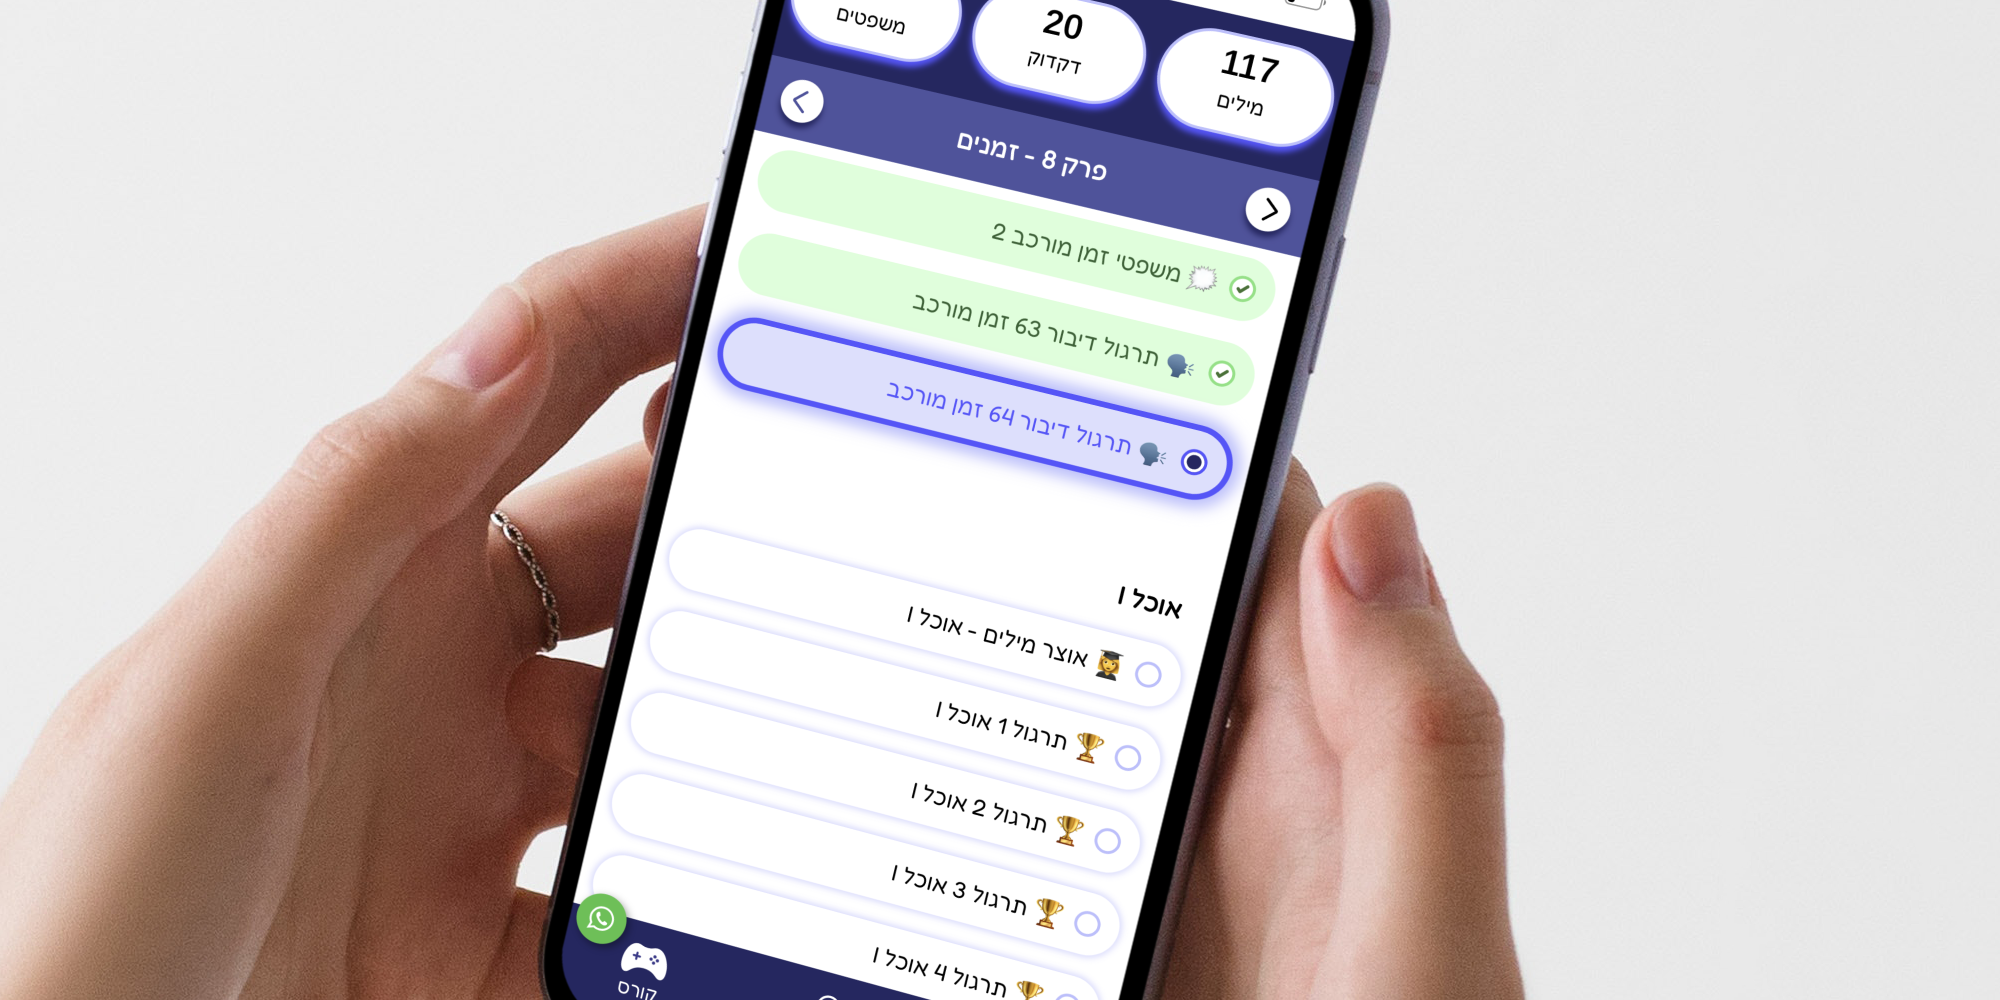 117
מילים
20
דקדוק
משפטים
פרק 8 - זמנים
משפטי זמן מורכב 2
תרגול דיבור 63 זמן מורכב
תרגול דיבור 64 זמן מורכב
אוכל I
אוצר מילים - אוכל I
תרגול 1 אוכל I
תרגול 2 אוכל I
תרגול 3 אוכל I
תרגול 4 אוכל I
קורס